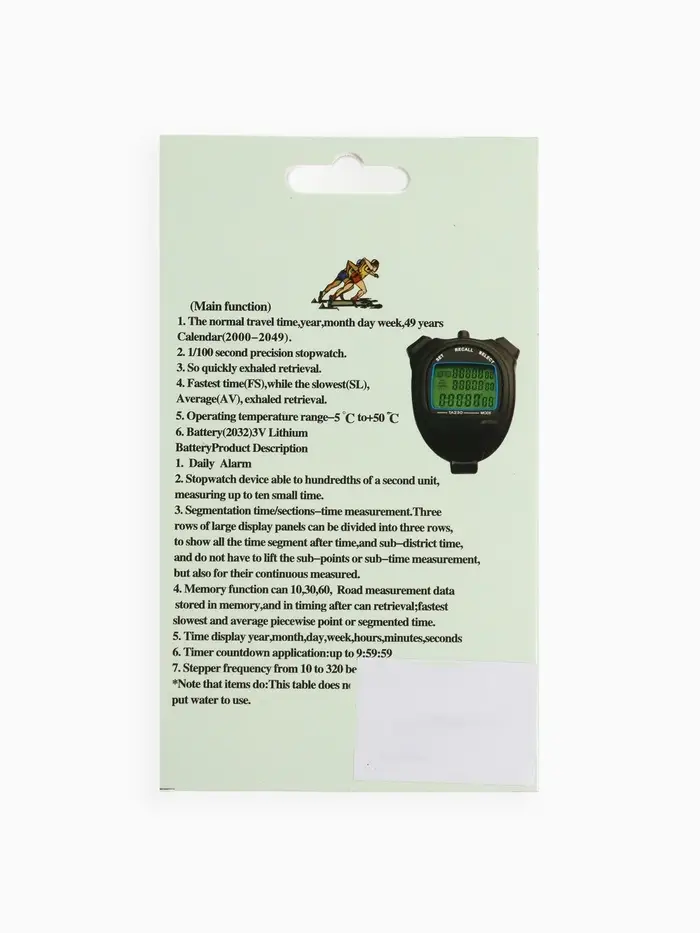 (Main function)
1. The normal travel time,year,month day week,49 years
Calendar(2000-2049).
2. 1/100 second precision stopwatch.
3. So quickly exhaled retrieval.
4. Fastest time(FS),while the slowest(SL),
Average(AV), exhaled retrieval.
5. Operating temperature range-5 °C to+50 °C
6. Battery(2032)3V Lithium
BatteryProduct Description
1. Daily Alarm
2. Stopwatch device able to hundredths of a second unit,
measuring up to ten small time.
3. Segmentation time/sections-time measurement.Three
rows of large display panels can be divided into three rows,
to show all the time segment after time,and sub-district time,
and do not have to lift the sub-points or sub-time measurement,
but also for their continuous measured.
4. Memory function can 10,30,60, Road measurement data
stored in memory,and in timing after can retrieval;fastest
slowest and average piecewise point or segmented time.
5. Time display year,month,day,week,hours,minutes,seconds
6. Timer countdown application:up to 9:59:59
7. Stepper frequency from 10 to 320 be
*Note that items do:This table does
put water to use.
SET RECALL SELECT
MODE